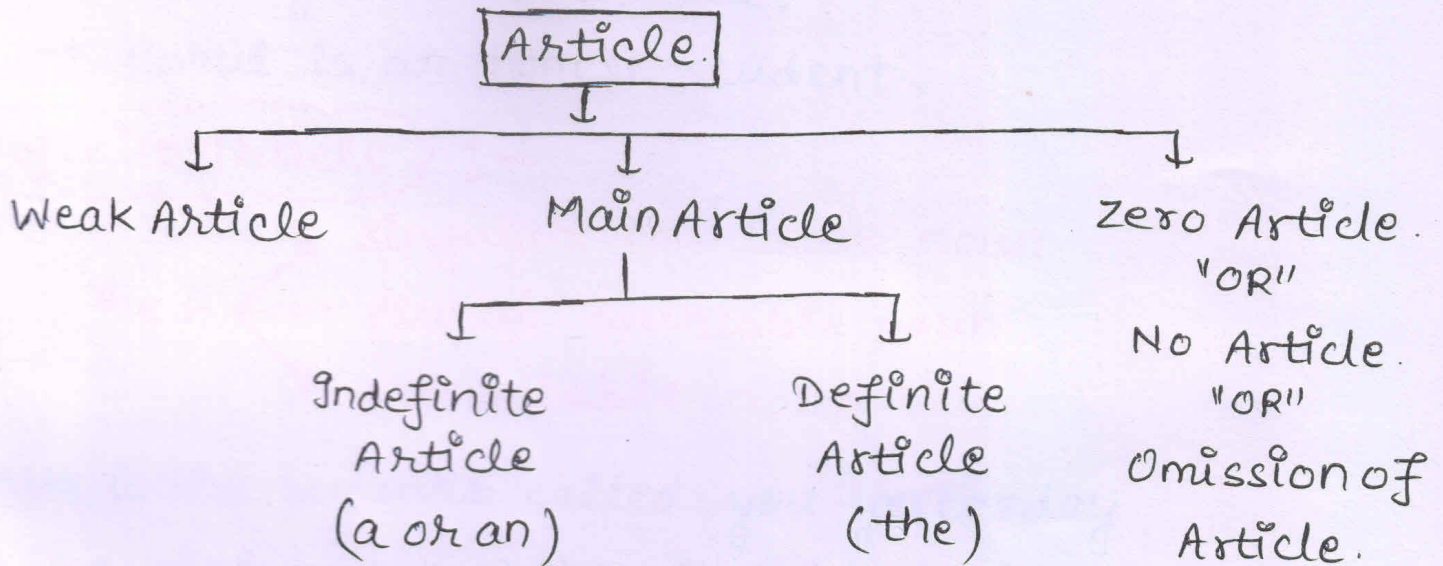 Article.
Weak Article
Main Article
Zero Article.
"OR"
No Article.
"OR"
Omission of
Article.
Indefinite
Article
(a or an)
Definite
Article
(the)